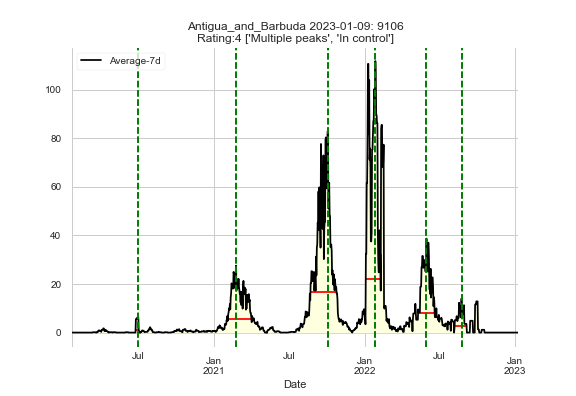 Antigua_and_Barbuda 2023-01-09: 9106
Rating:4 ['Multiple peaks', 'In control']
Average-7d
100
80
60
40
20
0
Jul
Jan
2021
Jul
Jan
2022
Jul
Jan
2023
Date